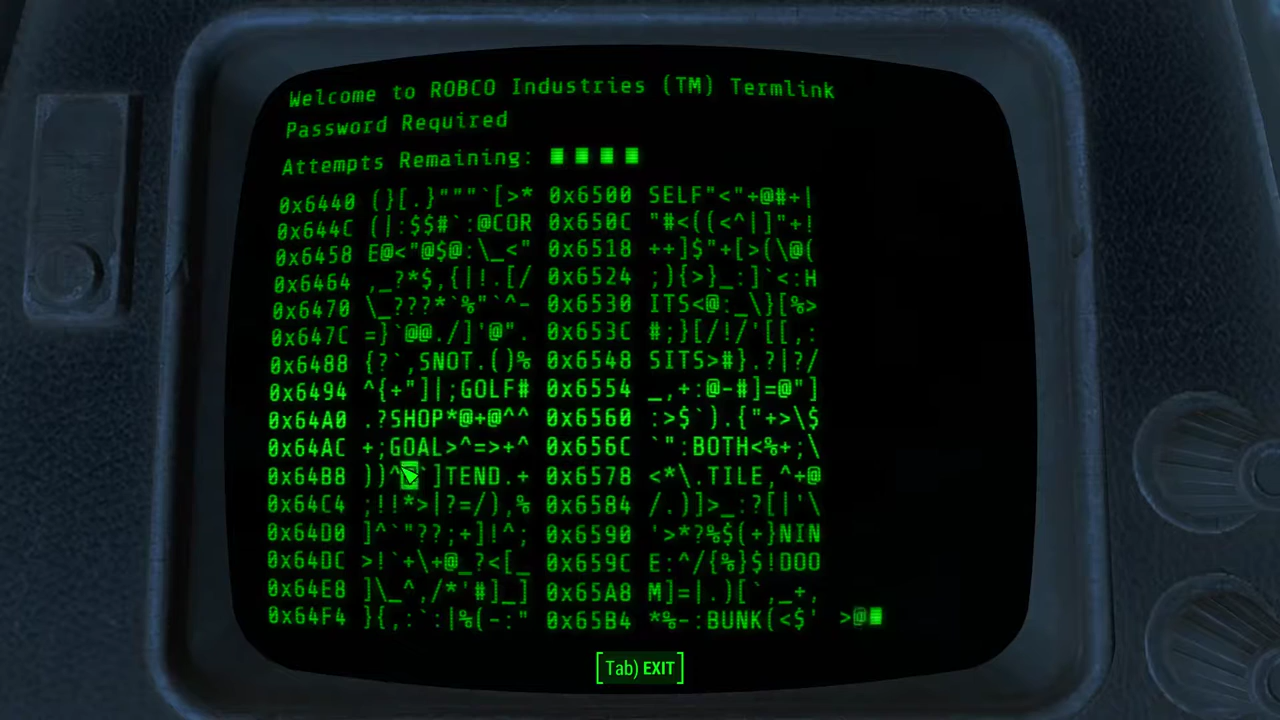 Welcome to ROBCO Industries (TM) Termlink
Password Required
Attempts Remaining:
0x6440 (}[.}"""`[>* 0x6500 SELF"<"+@#+|
0x644C (|:$$#`:@COR 0x650C "#<((<^|]"+!
0x6458 E@<"@$@:\_<" 0x6518 ++]$"+[>(\@(
0x6464 ,_?*$,{|!.[/ 0x6524 ;){>}_:]`<:H
0x6470 \_???*`%"`^- 0x6530 ITS<@:_\}[%>
0x647C =}`@@./]'@". 0x653C #;}[/!/'[[,:
0x6488 {?`,SNOT.()% 0x6548 SITS>#}.?|?/
0x6494 ^{+"]|;GOLF# 0x6554 _,+:@-#]=@"]
0x64A0 .?SHOP*@+@^^ 0x6560 :>$`).{"+>\$
0x64AC +;GOAL>^=>+^ 0x656C `":BOTH<%+;\
0x64B8 ))^ `]TEND.+ 0x6578 <*\.TILE,^+@
0x64C4 ;!!*>|?=/),% 0x6584 /.)]>_:?[|'\
0x64D0 ]^`"??;+]!^; 0x6590 '>*?%$(+}NIN
0x64DC >!`+\+@_?<[_ 0x659C E:^/{%}$!DOO
0x64E8 ]\_^,/*'#]_] 0x65A8 M]=|.)[`,_+,
0x64F4 }{,:`:|%(-:" 0x65B4 *%-:BUNK(<$' >@
Tab) EXIT